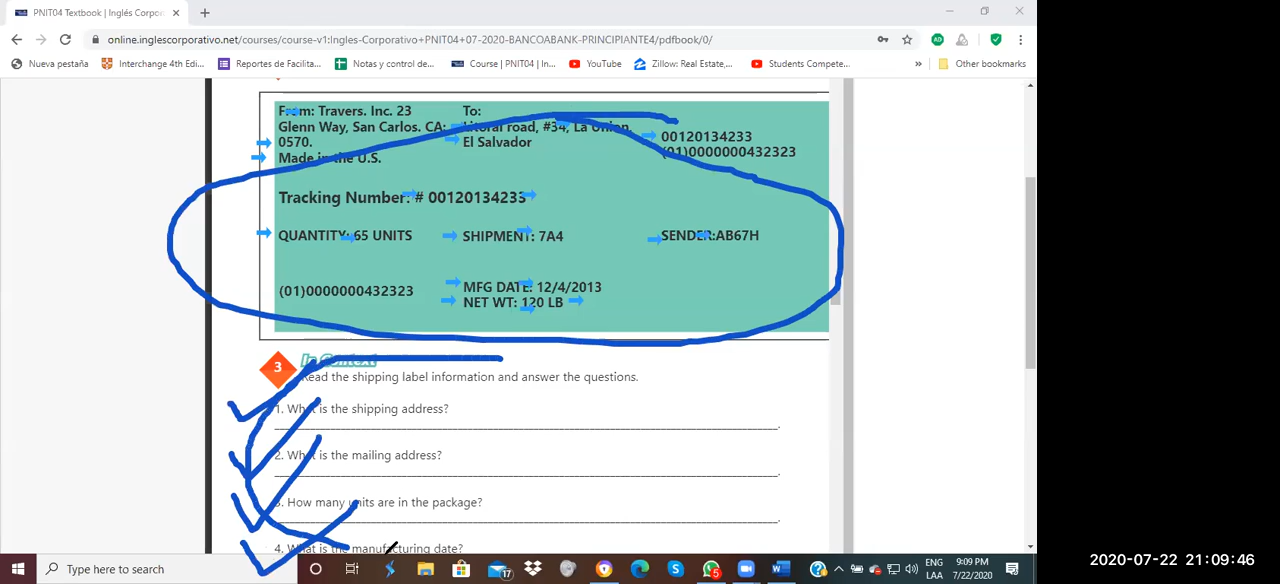 PNIT04 Textbook | Inglés Corpor
online.inglescorporativo.net/courses/course-v1:Ingles-Corporativo+PNIT04+07-2020-BANCOABANK-PRINCIPIANTE4/pdfbook/0/
Nueva pestaña Interchange 4th Edi... Reportes de Facilita... Notas y control de... Course | PNIT04 | In... YouTube Zillow: Real Estate,... Students Compete... » Other bookmarks
From: Travers. Inc. 23 To:
Glenn Way, San Carlos. CA: Litoral road, #34, La Union. 00120134233
0570. El Salvador (01)0000000432323
Made in the U.S.
Tracking Number: # 00120134233
QUANTITY: 65 UNITS SHIPMENT: 7A4 SENDER:AB67H
(01)0000000432323 MFG DATE: 12/4/2013
NET WT: 120 LB
In Context
3 Read the shipping label information and answer the questions.
1. What is the shipping address?
2. What is the mailing address?
3. How many units are in the package?
4. What is the manufacturing date?
Type here to search 17 5 ENG 9:09 PM
LAA 7/22/2020
2020-07-22 21:09:46